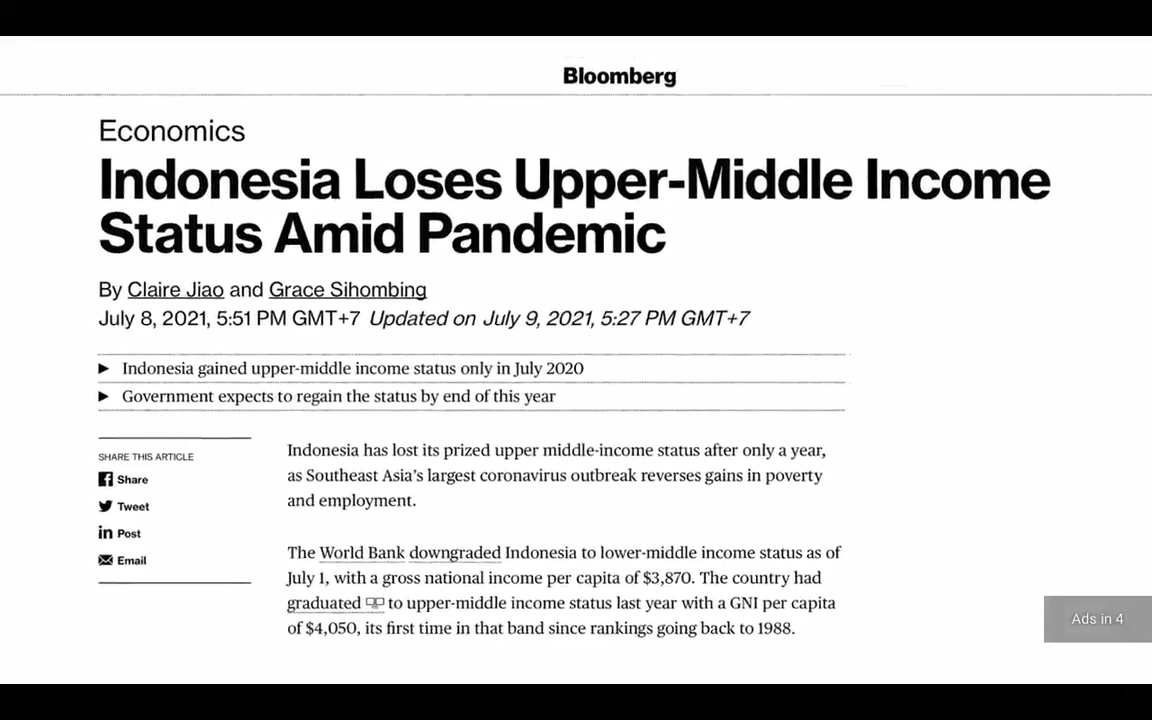 Bloomberg
Economics
Indonesia Loses Upper-Middle Income
Status Amid Pandemic
By Claire Jiao and Grace Sihombing
July 8, 2021, 5:51 PM GMT+7 Updated on July 9, 2021, 5:27 PM GMT+7
► Indonesia gained upper-middle income status only in July 2020
► Government expects to regain the status by end of this year
SHARE THIS ARTICLE
Share
Tweet
in Post
Email
Indonesia has lost its prized upper middle-income status after only a year,
as Southeast Asia's largest coronavirus outbreak reverses gains in poverty
and employment.
The World Bank downgraded Indonesia to lower-middle income status as of
July 1, with a gross national income per capita of $3,870. The country had
graduated to upper-middle income status last year with a GNI per capita
of $4,050, its first time in that band since rankings going back to 1988.
Ads in 4